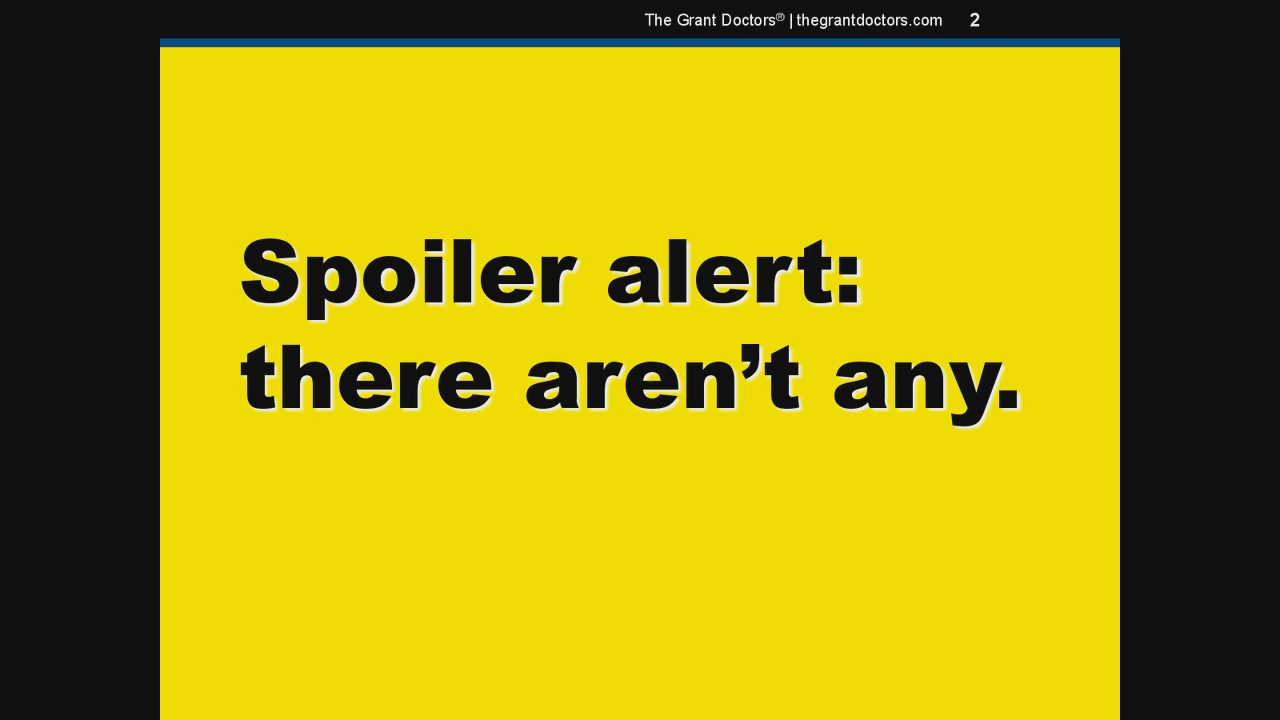 The Grant Doctors® | thegrantdoctors.com 2
Spoiler alert:
there aren’t any.